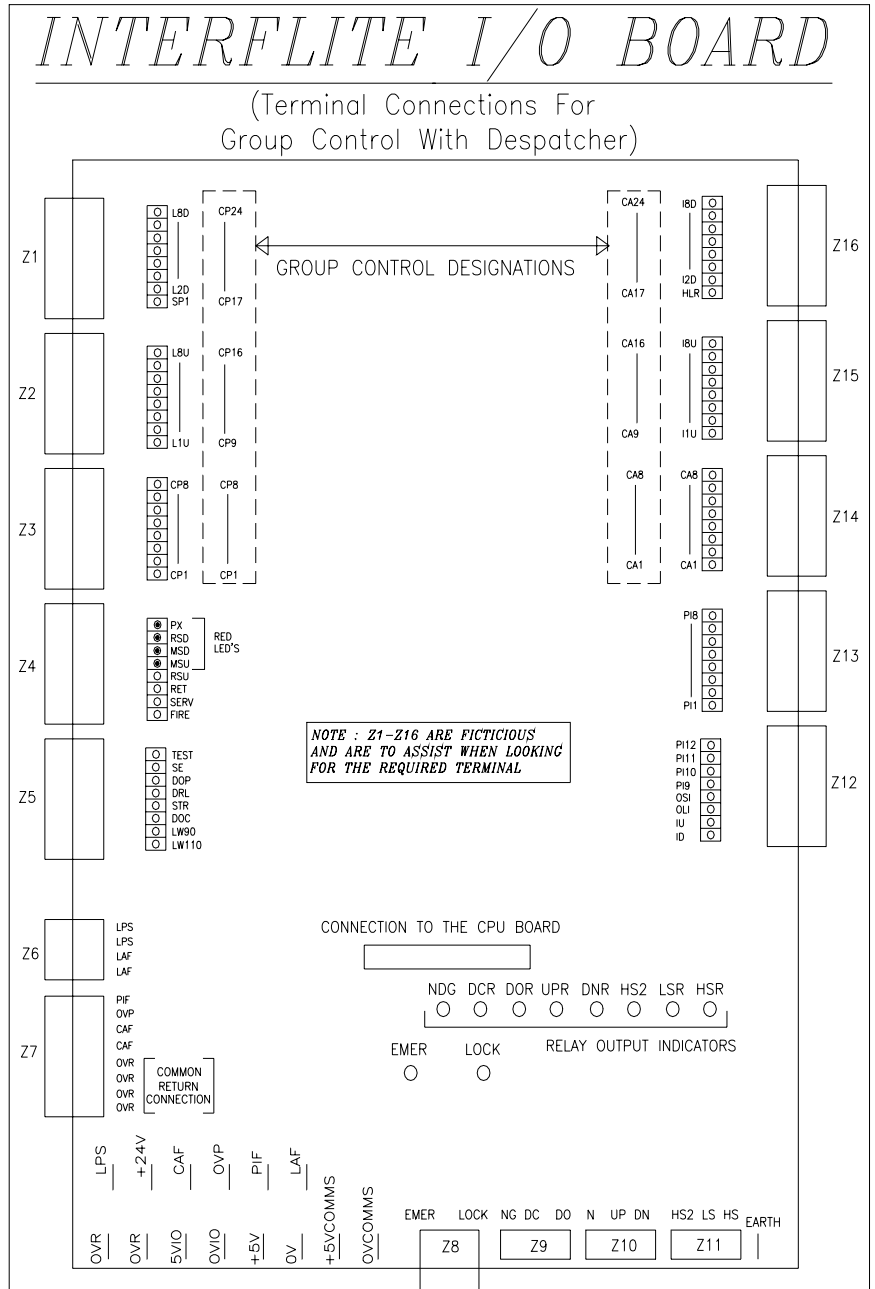 INTERFLITE I/O BOARD
(Terminal Connections For
Group Control With Despatcher)
Z1
L8D
L2D
SP1
CP24
CP17
GROUP CONTROL DESIGNATIONS
CA24
CA17
I8D
I2D
HLR
Z16
Z2
L8U
L1U
CP16
CP9
CA16
CA9
I8U
I1U
Z15
Z3
CP8
CP1
CP8
CP1
CA8
CA1
CA8
CA1
Z14
Z4
PX
RSD
MSD
MSU
RSU
RET
SERV
FIRE
RED
LED'S
PI8
PI1
Z13
NOTE : Z1-Z16 ARE FICTICIOUS
AND ARE TO ASSIST WHEN LOOKING
FOR THE REQUIRED TERMINAL
Z5
TEST
SE
DOP
DRL
STR
DOC
LW90
LW110
PI12
PI11
PI10
PI9
OSI
OLI
IU
ID
Z12
Z6
LPS
LPS
LAF
LAF
CONNECTION TO THE CPU BOARD
Z7
PIF
OVP
CAF
CAF
OVR
OVR
OVR
OVR
COMMON
RETURN
CONNECTION
NDG DCR DOR UPR DNR HS2 LSR HSR
RELAY OUTPUT INDICATORS
EMER LOCK
LPS +24V CAF OVP PIF LAF
OVR OVR 5VIO OVIO +5V OV +5VCOMMS OVCOMMS
EMER LOCK NG DC DO N UP DN HS2 LS HS EARTH
Z8 Z9 Z10 Z11